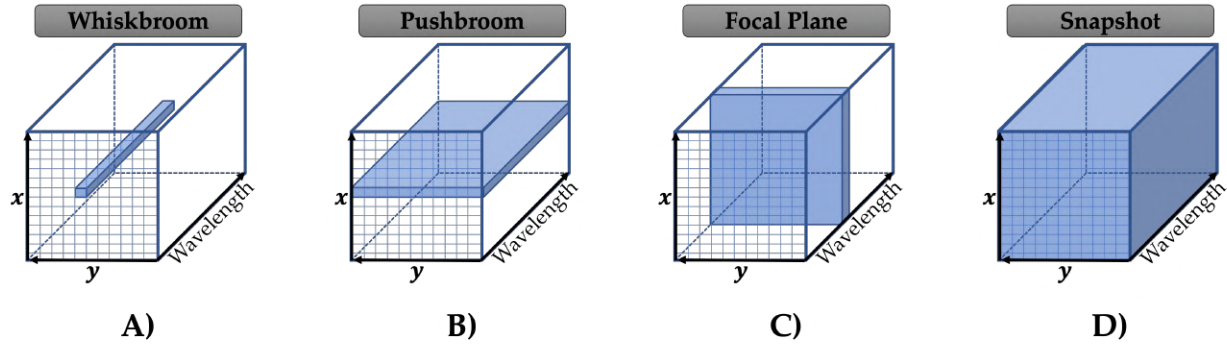 Whiskbroom
Pushbroom
Focal Plane
Snapshot
x
y
Wavelength
x
y
Wavelength
x
y
Wavelength
x
y
Wavelength
A)
B)
C)
D)